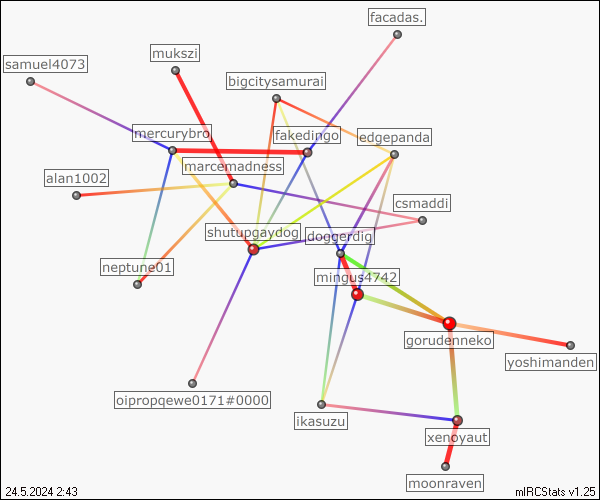 facadas.
mukszi
samuel4073
bigcitysamurai
mercurybro
fakedingo
edgepanda
marcemadness
alan1002
csmaddi
shutupgaydog
doggerdig
neptune01
mingus4742
gorudenneko
yoshimanden
oipropqewe0171#0000
ikasuzu
xenoyaut
moonraven
24.5.2024 2:43
mIRCStats v1.25